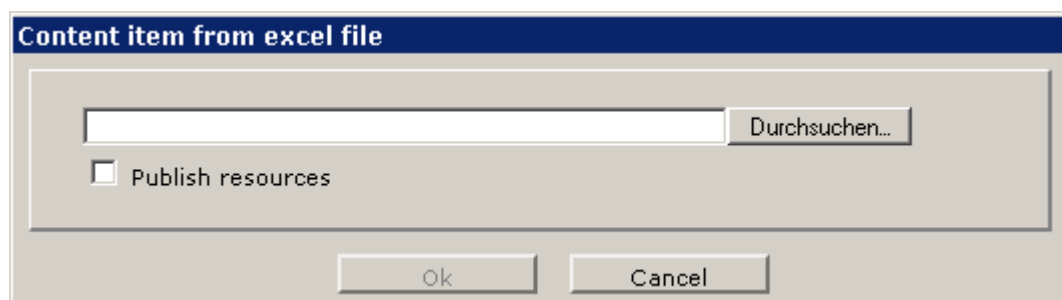 Content item from excel file
Durchsuchen...
Publish resources
Ok Cancel